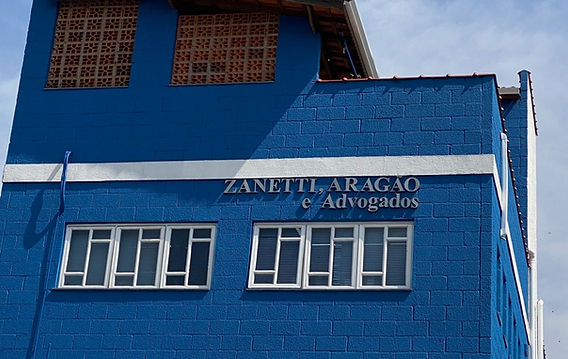 ZANETTI, ARAGÃO
e Advogados